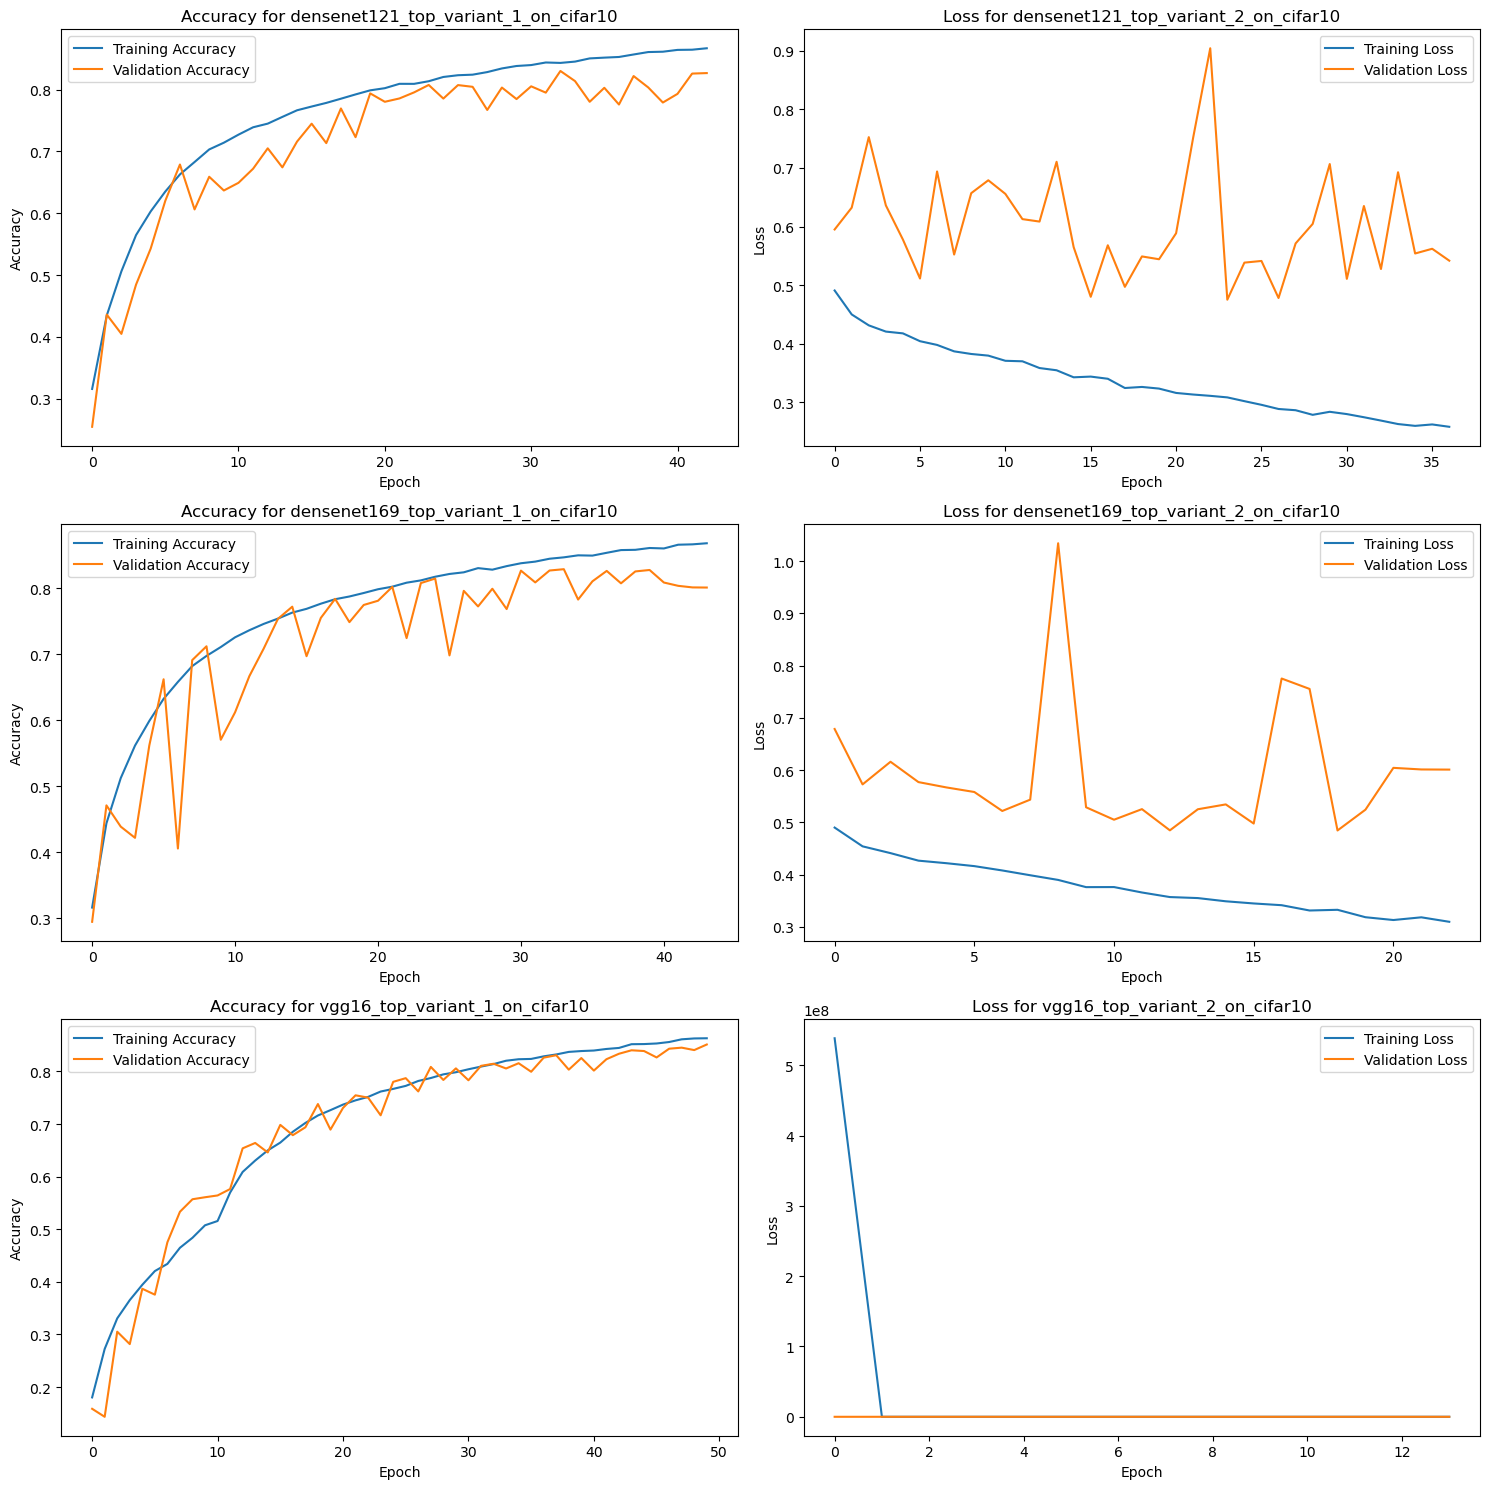 Accuracy for densenet121_top_variant_1_on_cifar10
Training Accuracy
Validation Accuracy
0.8
0.7
0.6
0.5
0.4
0.3
Accuracy
0 10 20 30 40
Epoch
Loss for densenet121_top_variant_2_on_cifar10
Training Loss
Validation Loss
0.9
0.8
0.7
0.6
0.5
0.4
0.3
Loss
0 5 10 15 20 25 30 35
Epoch
Accuracy for densenet169_top_variant_1_on_cifar10
Training Accuracy
Validation Accuracy
0.8
0.7
0.6
0.5
0.4
0.3
Accuracy
0 10 20 30 40
Epoch
Loss for densenet169_top_variant_2_on_cifar10
Training Loss
Validation Loss
1.0
0.9
0.8
0.7
0.6
0.5
0.4
0.3
Loss
0 5 10 15 20
Epoch
Accuracy for vgg16_top_variant_1_on_cifar10
Training Accuracy
Validation Accuracy
0.8
0.7
0.6
0.5
0.4
0.3
0.2
Accuracy
0 10 20 30 40 50
Epoch
Loss for vgg16_top_variant_2_on_cifar10
1e8
Training Loss
Validation Loss
5
4
3
2
1
0
Loss
0 2 4 6 8 10 12
Epoch